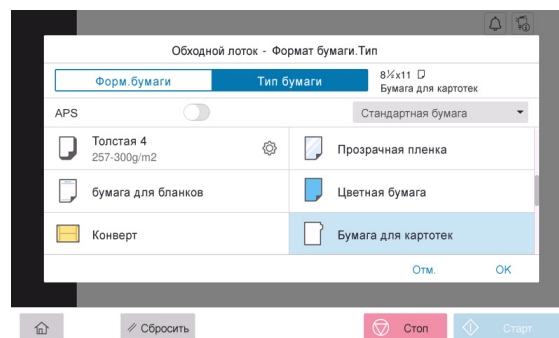 Обходной лоток - Формат бумаги.Тип
Форм.бумаги
Тип бумаги
8½x11
Бумага для картотек
APS
Стандартная бумага
Толстая 4
257-300g/m2
Прозрачная пленка
бумага для бланков
Цветная бумага
Конверт
Бумага для картотек
Отм.
OK
Сбросить
Стоп
Старт